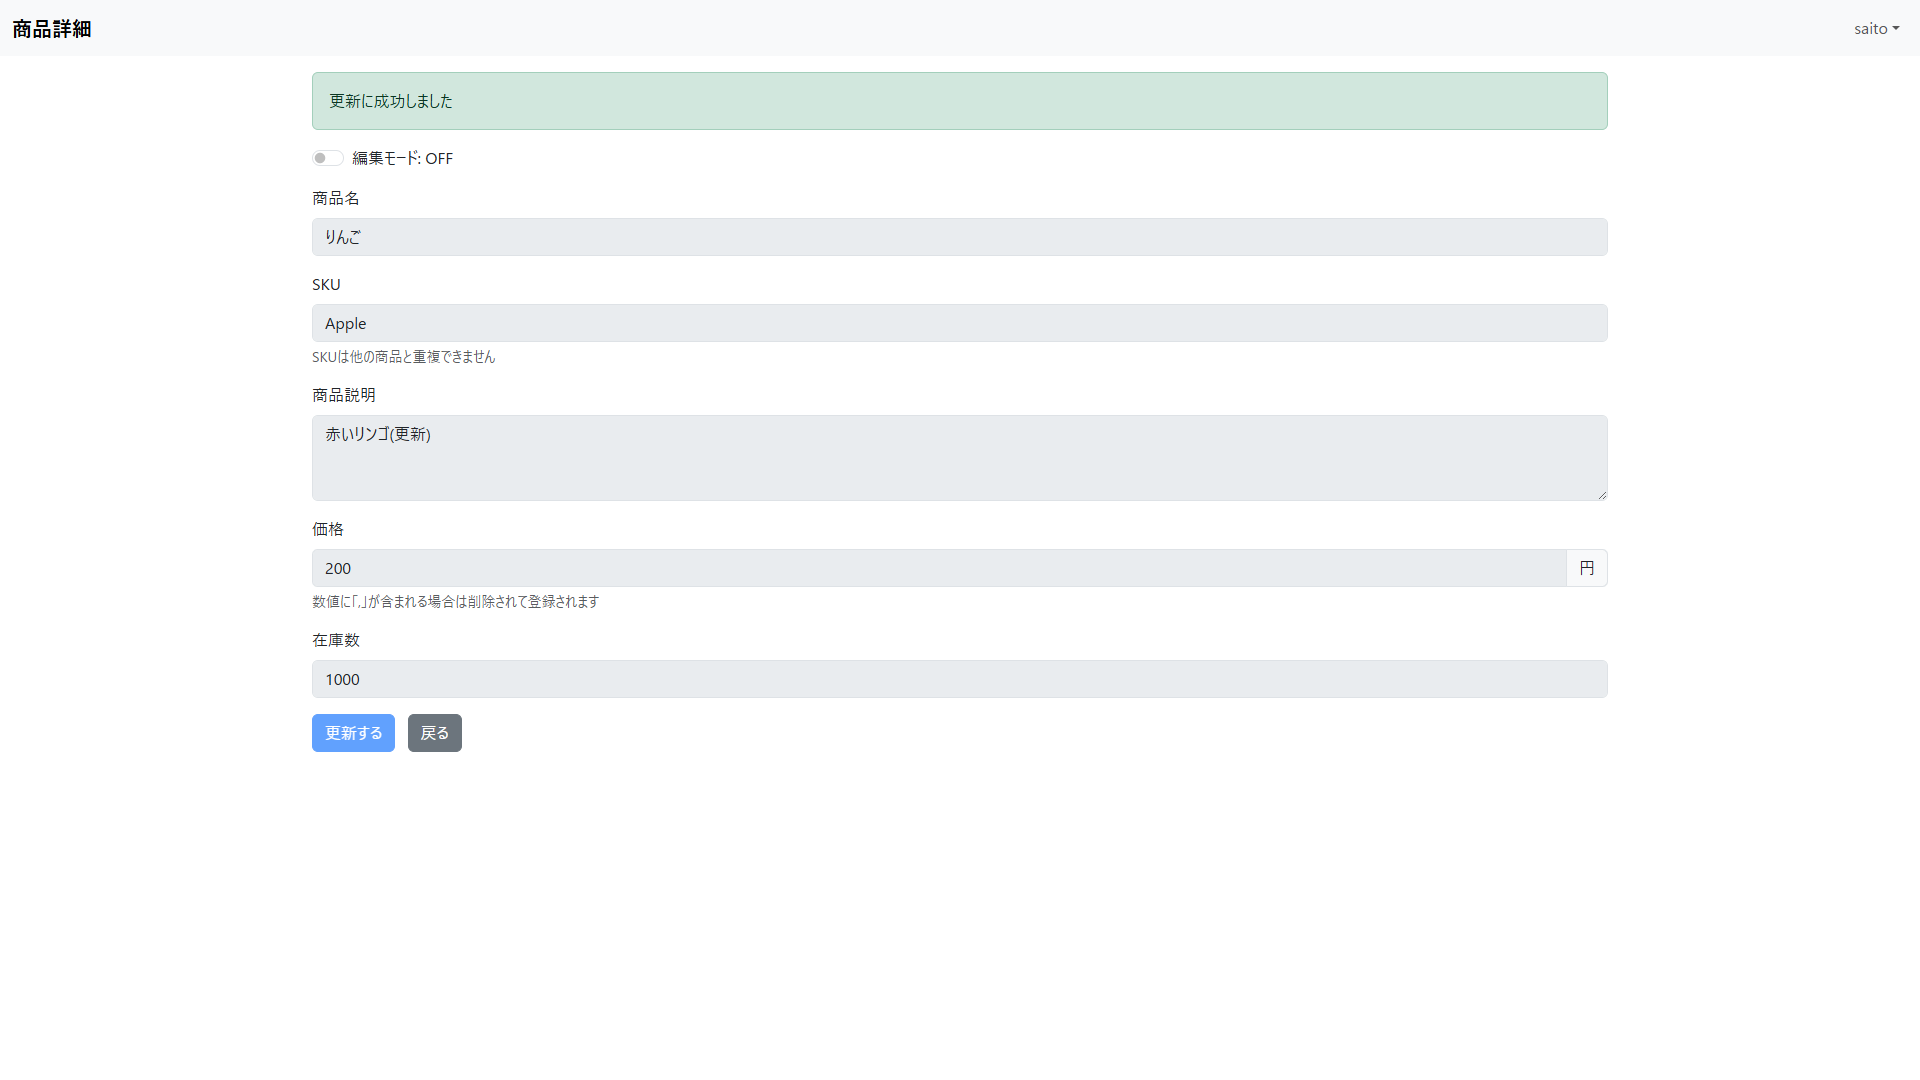 商品詳細
saito
更新に成功しました
編集モード: OFF
商品名
りんご
SKU
Apple
SKUは他の商品と重複できません
商品説明
赤いリンゴ(更新)
価格
200
円
数値に「,」が含まれる場合は削除されて登録されます
在庫数
1000
更新する 戻る